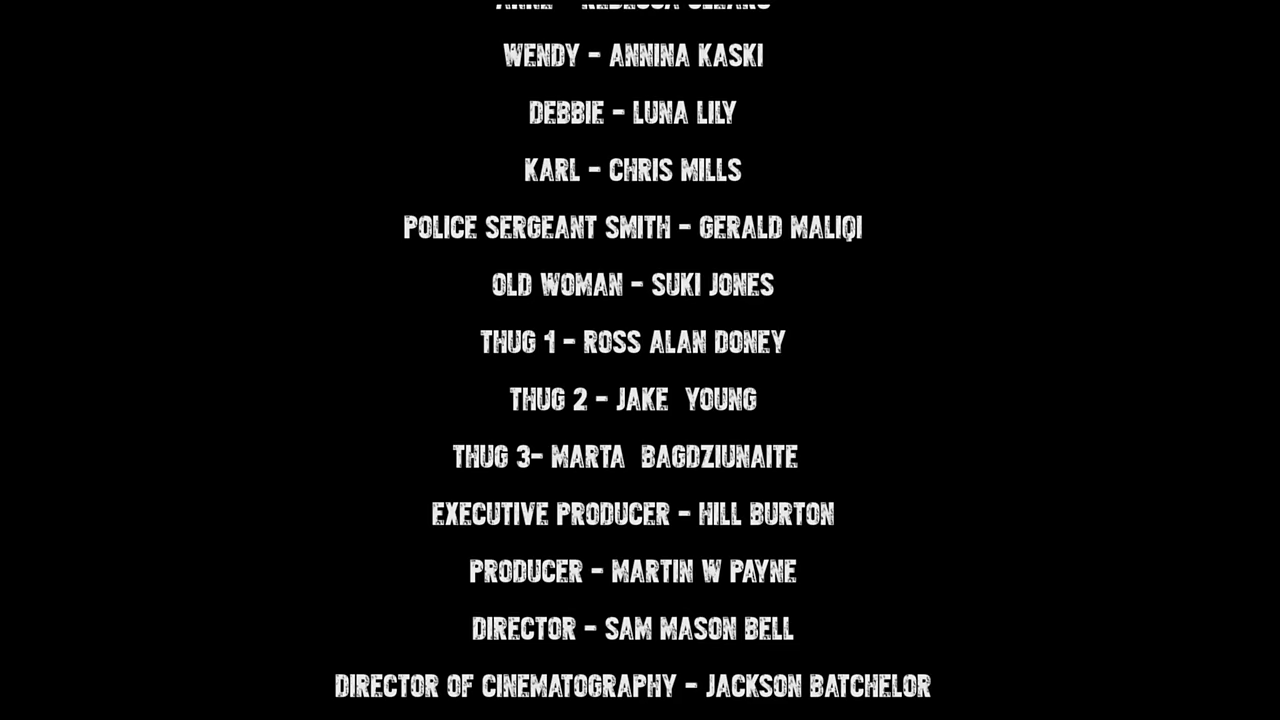 WENDY - ANNINA KASKI
DEBBIE - LUNA LILY
KARL - CHRIS MILLS
POLICE SERGEANT SMITH - GERALD MALIQI
OLD WOMAN - SUKI JONES
THUG 1 - ROSS ALAN DONEY
THUG 2 - JAKE  YOUNG
THUG 3- MARTA  BAGDZIUNAITE
EXECUTIVE PRODUCER - HILL BURTON
PRODUCER - MARTIN W PAYNE
DIRECTOR - SAM MASON BELL
DIRECTOR OF CINEMATOGRAPHY - JACKSON BATCHELOR